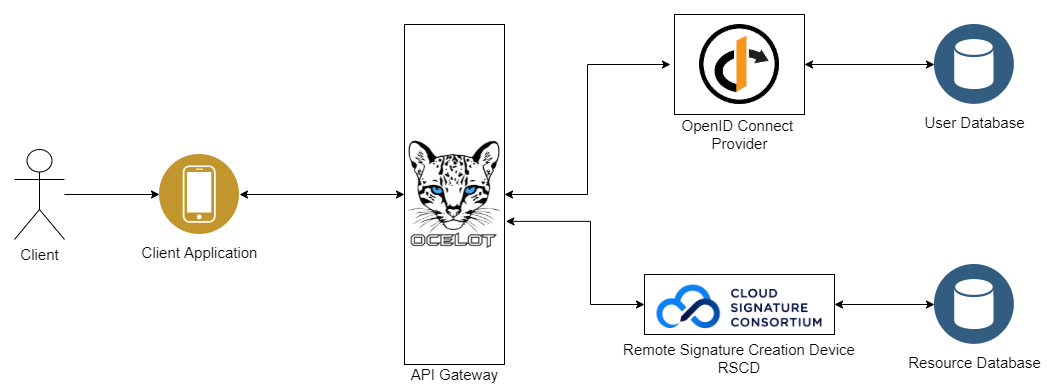 Client
Client Application
OCELOT
API Gateway
OpenID Connect
Provider
User Database
CLOUD
SIGNATURE
CONSORTIUM
Remote Signature Creation Device
RSCD
Resource Database